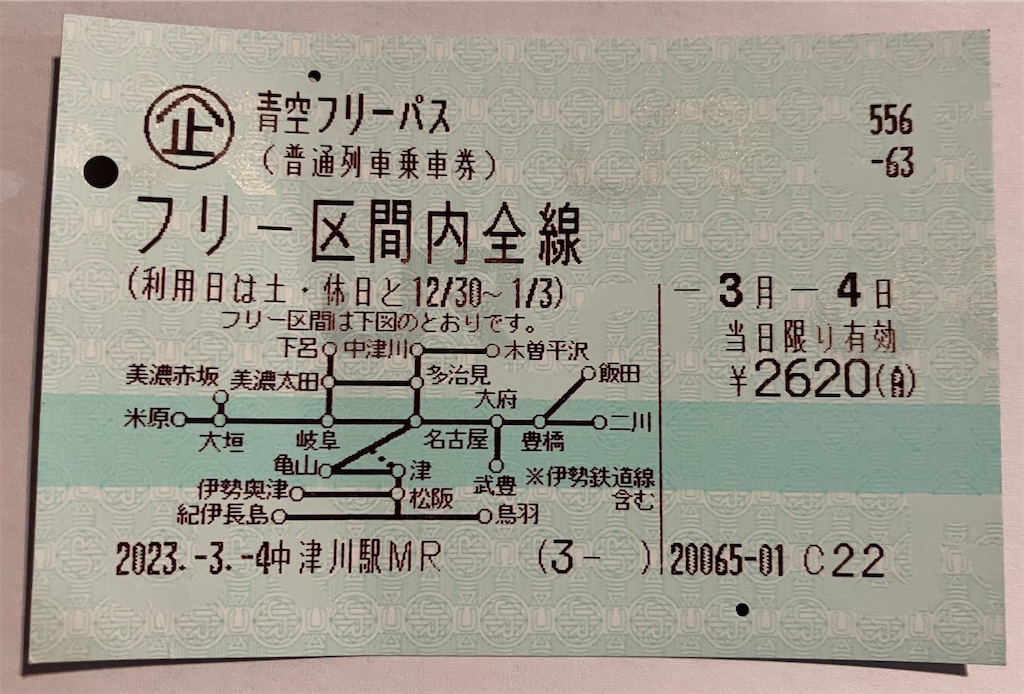 企 青空フリーパス 556
(普通列車乗車券) -63
フリー区間内全線
(利用日は土・休日と12/30~1/3) -3月-4日
フリー区間は下図のとおりです。 当日限り有効
下呂 中津川 木曽平沢
¥2620
美濃赤坂 美濃太田 多治見 飯田
大府
米原 二川
大垣 岐阜 名古屋 豊橋
亀山 津
武豊 ※伊勢鉄道線
伊勢奥津 松阪 含む
紀伊長島 鳥羽
2023.-3.-4中津川駅MR (3- ) 20065-01 C22